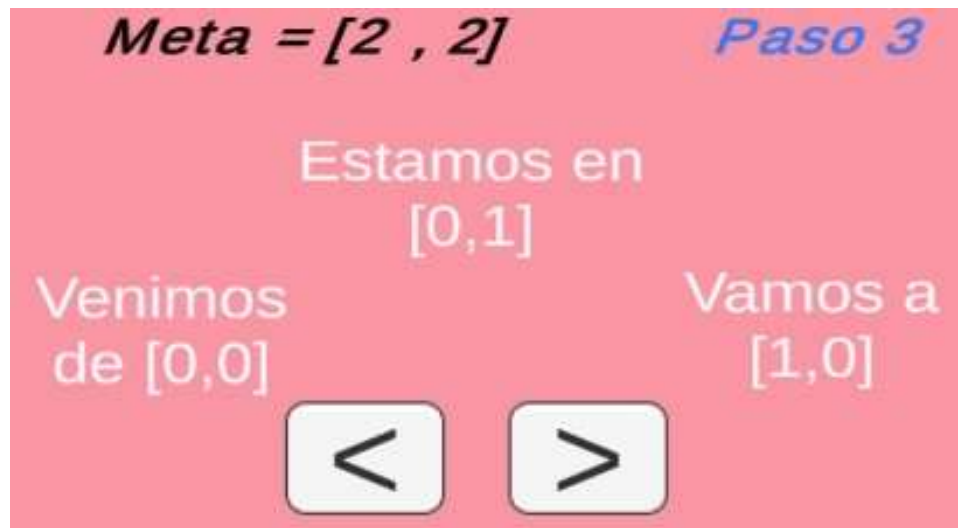 Meta = [2 , 2]
Paso 3
Estamos en
[0,1]
Venimos
de [0,0]
Vamos a
[1,0]
<
>